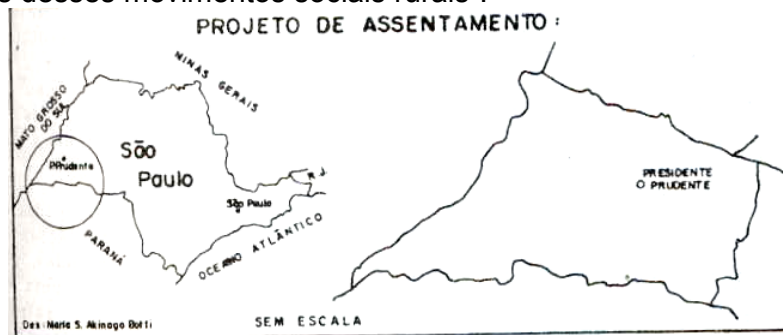 desses movimentos sociais rurais .
PROJETO DE ASSENTAMENTO :
MINAS GERAIS
MATO GROSSO
DO SUL
P.Prudente
São
Paulo
R.J.
São Paulo
PARANÁ
OCEANO ATLÂNTICO
PRESIDENTE
PRUDENTE
Des: Maria S. Akinago Botti
SEM ESCALA